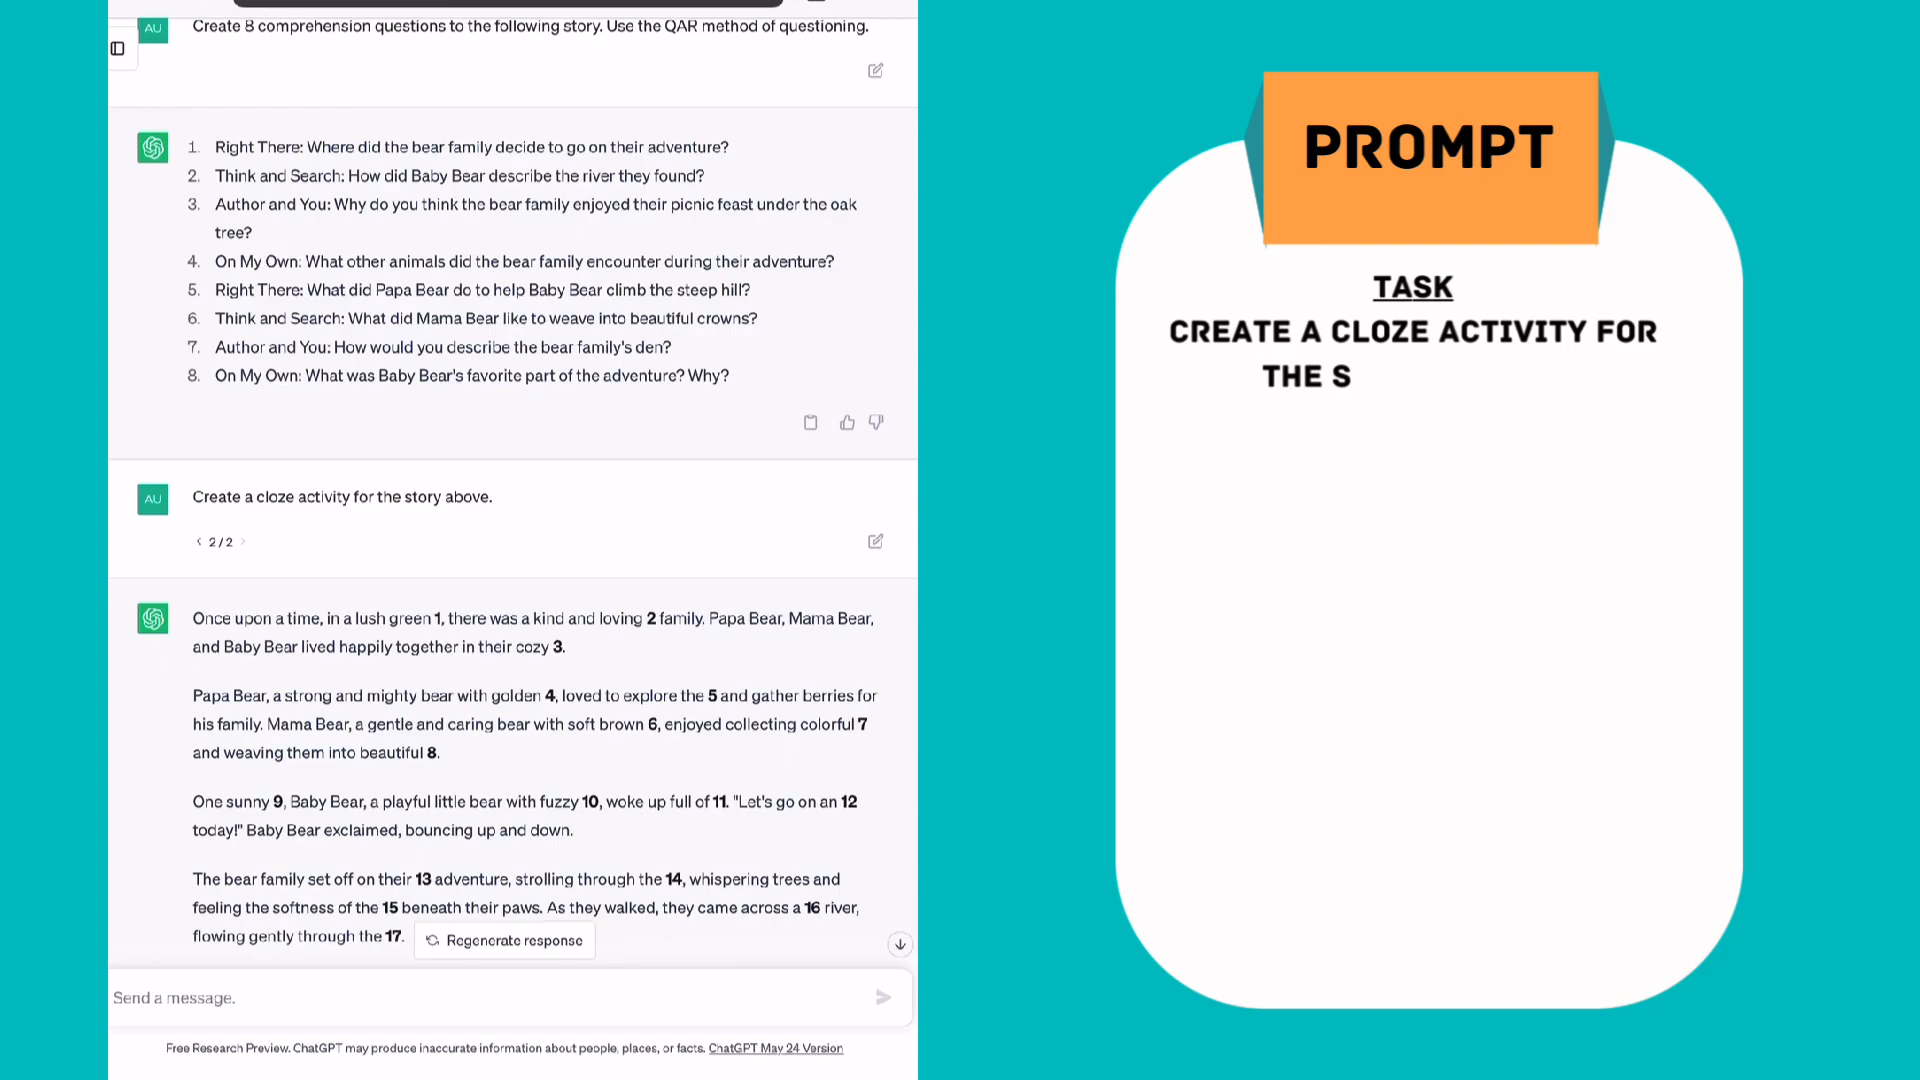 AU
Create 8 comprehension questions to the following story. Use the QAR method of questioning.
1. Right There: Where did the bear family decide to go on their adventure?
2. Think and Search: How did Baby Bear describe the river they found?
3. Author and You: Why do you think the bear family enjoyed their picnic feast under the oak
tree?
4. On My Own: What other animals did the bear family encounter during their adventure?
5. Right There: What did Papa Bear do to help Baby Bear climb the steep hill?
6. Think and Search: What did Mama Bear like to weave into beautiful crowns?
7. Author and You: How would you describe the bear family's den?
8. On My Own: What was Baby Bear's favorite part of the adventure? Why?
AU
Create a cloze activity for the story above.
< 2 / 2 >
Once upon a time, in a lush green 1, there was a kind and loving 2 family. Papa Bear, Mama Bear,
and Baby Bear lived happily together in their cozy 3.
Papa Bear, a strong and mighty bear with golden 4, loved to explore the 5 and gather berries for
his family. Mama Bear, a gentle and caring bear with soft brown 6, enjoyed collecting colorful 7
and weaving them into beautiful 8.
One sunny 9, Baby Bear, a playful little bear with fuzzy 10, woke up full of 11. "Let's go on an 12
today!" Baby Bear exclaimed, bouncing up and down.
The bear family set off on their 13 adventure, strolling through the 14, whispering trees and
feeling the softness of the 15 beneath their paws. As they walked, they came across a 16 river,
flowing gently through the 17.
Regenerate response
Send a message.
Free Research Preview. ChatGPT may produce inaccurate information about people, places, or facts. ChatGPT May 24 Version
PROMPT
TASK
CREATE A CLOZE ACTIVITY FOR
THE S